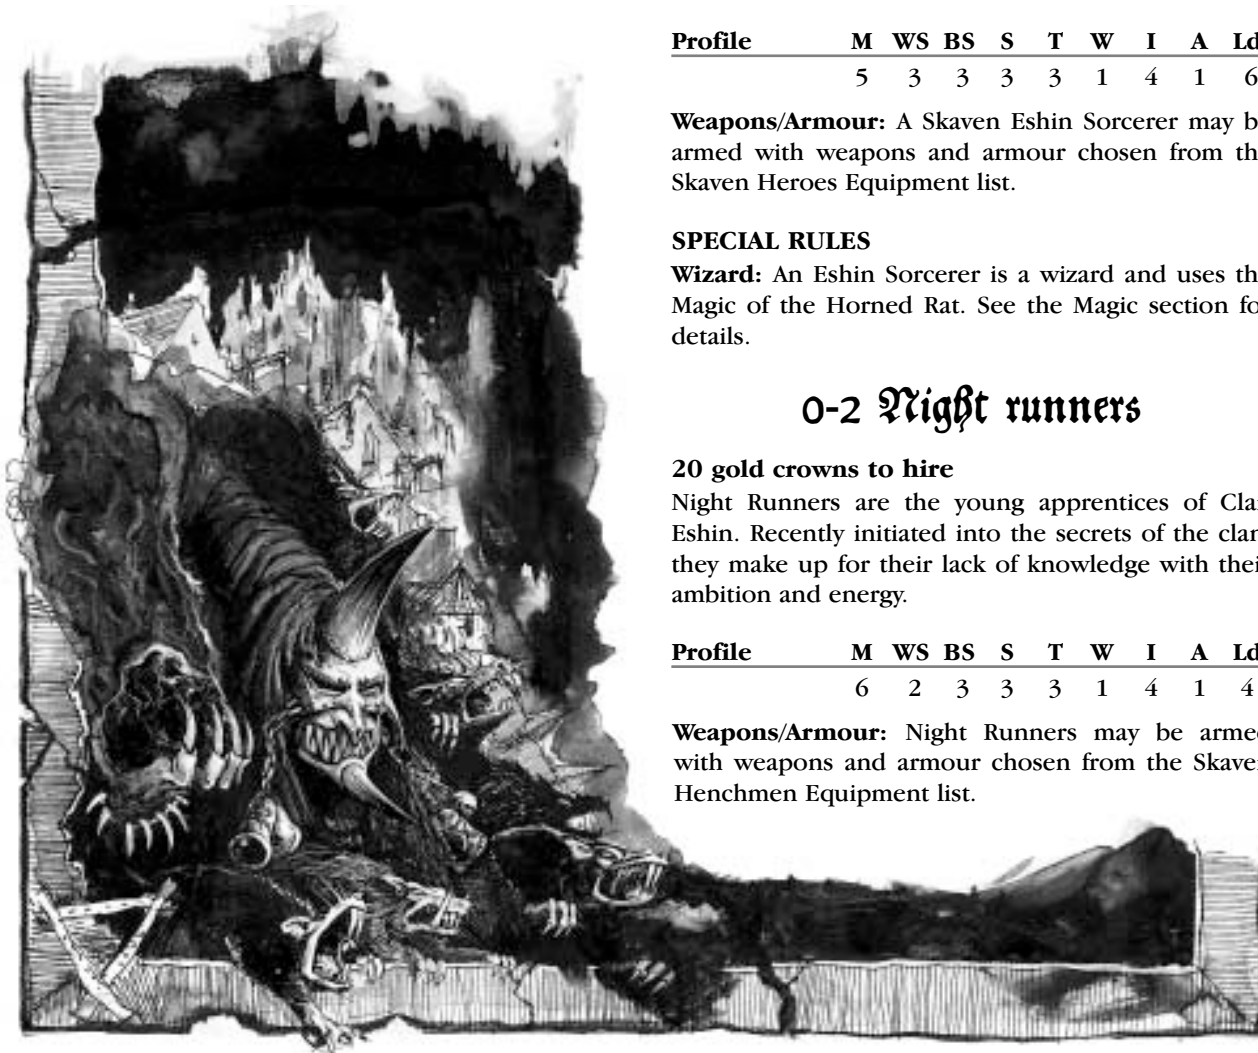 Profile M WS BS S T W I A Ld
5 3 3 3 3 1 4 1 6
Weapons/Armour: A Skaven Eshin Sorcerer may b
armed with weapons and armour chosen from th
Skaven Heroes Equipment list.
SPECIAL RULES
Wizard: An Eshin Sorcerer is a wizard and uses th
Magic of the Horned Rat. See the Magic section fo
details.
0-2 Night runners
20 gold crowns to hire
Night Runners are the young apprentices of Cla
Eshin. Recently initiated into the secrets of the clan
they make up for their lack of knowledge with thei
ambition and energy.
Profile M WS BS S T W I A Ld
6 2 3 3 3 1 4 1 4
Weapons/Armour: Night Runners may be armed
with weapons and armour chosen from the Skaven
Henchmen Equipment list.